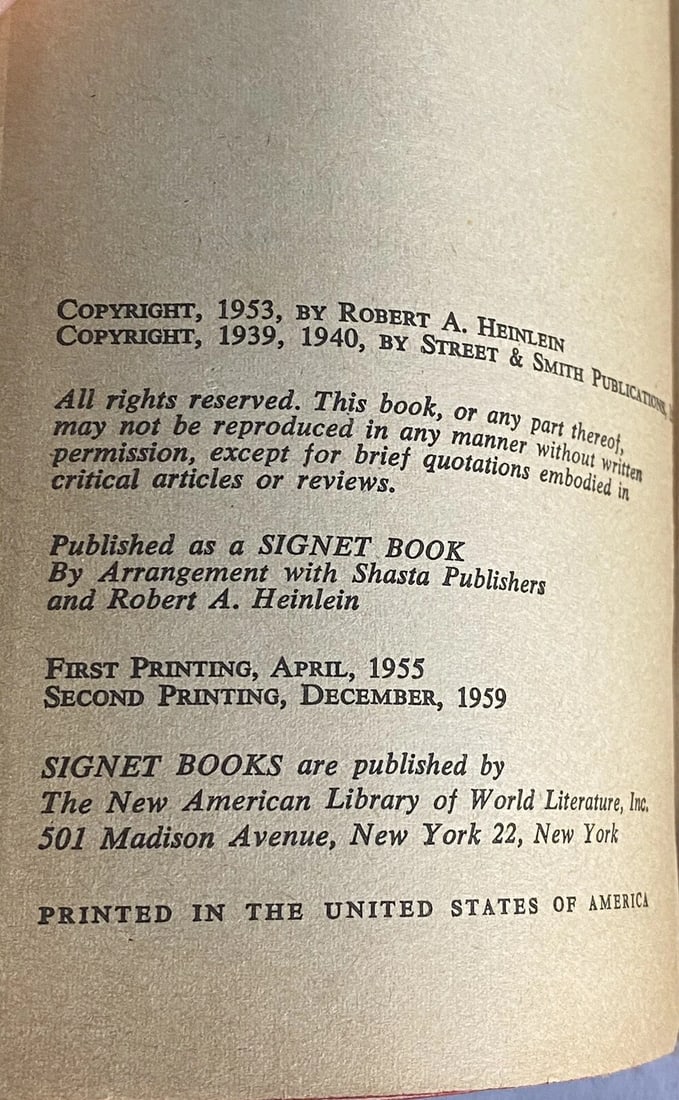 COPYRIGHT, 1953, BY ROBERT A. HEINLEIN
COPYRIGHT, 1939, 1940, BY STREET & SMITH PUBLICATIONS,
All rights reserved. This book, or any part thereof,
may not be reproduced in any manner without written
permission, except for brief quotations embodied in
critical articles or reviews.
Published as a SIGNET BOOK
By Arrangement with Shasta Publishers
and Robert A. Heinlein
FIRST PRINTING, APRIL, 1955
SECOND PRINTING, DECEMBER, 1959
SIGNET BOOKS are published by
The New American Library of World Literature, Inc.
501 Madison Avenue, New York 22, New York
PRINTED IN THE UNITED STATES OF AMERICA